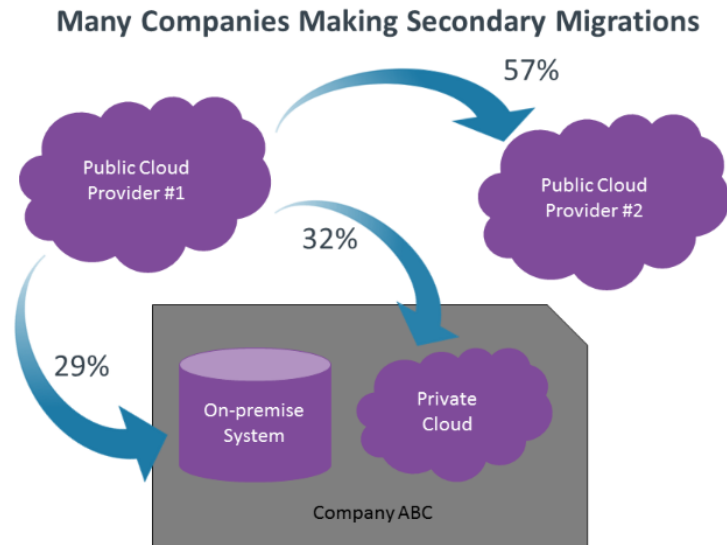 Many Companies Making Secondary Migrations
57%
Public Cloud
Provider #1
Public Cloud
Provider #2
32%
29%
On-premise
System
Private
Cloud
Company ABC